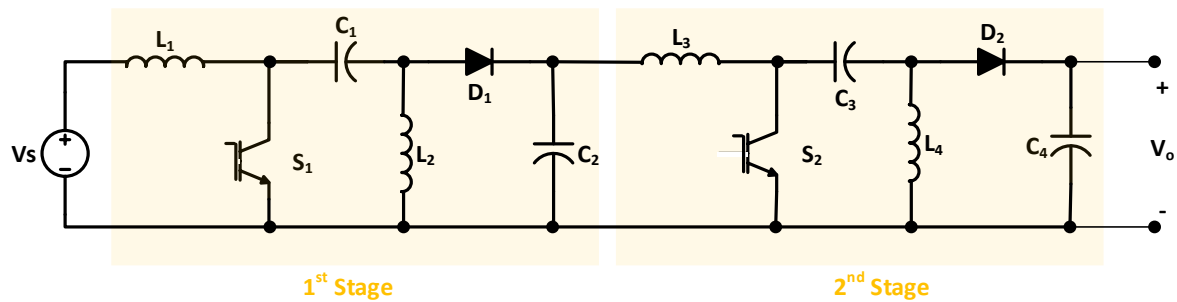 L1
C1
L3
D2
D1
C3
+
Vs
S1
L2
C2
S2
L4
C4
Vo
-
1st Stage
2nd Stage